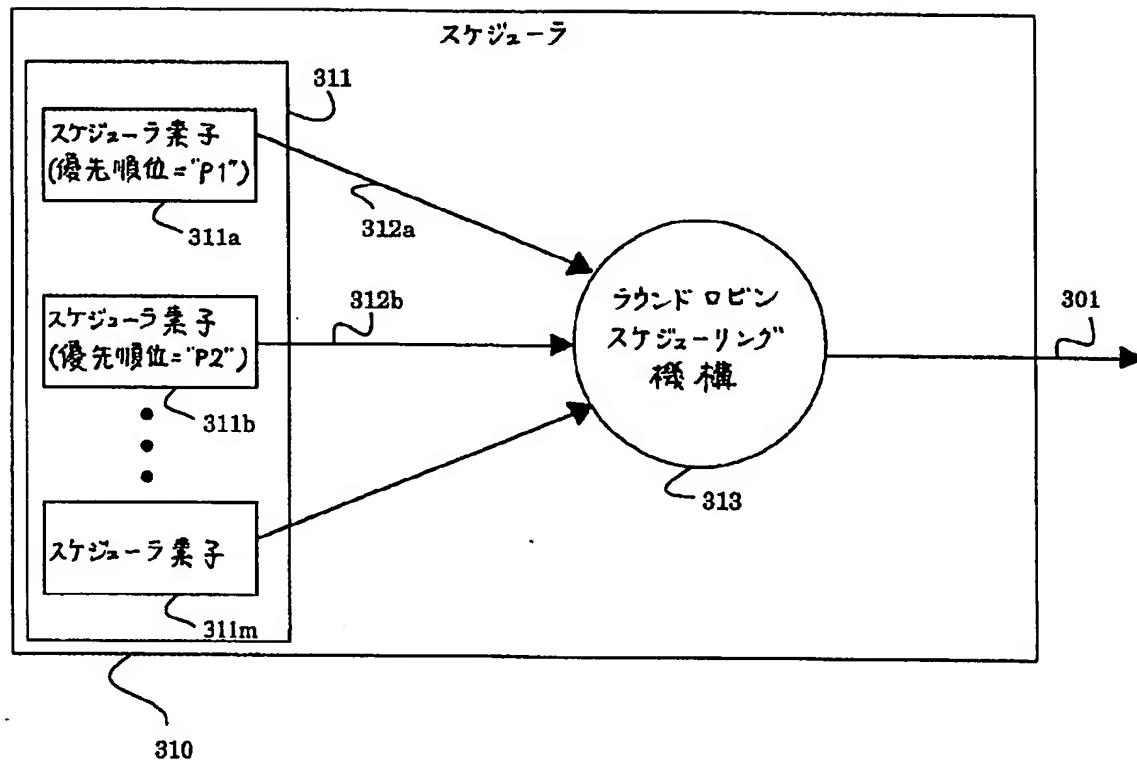 スケジューラ
311
スケジューラ素子
(優先順位="P1")
311a
312a
312b
スケジューラ素子
(優先順位="P2")
311b
ラウンドロビン
スケジューリング
機構
301
313
スケジューラ素子
311m
310